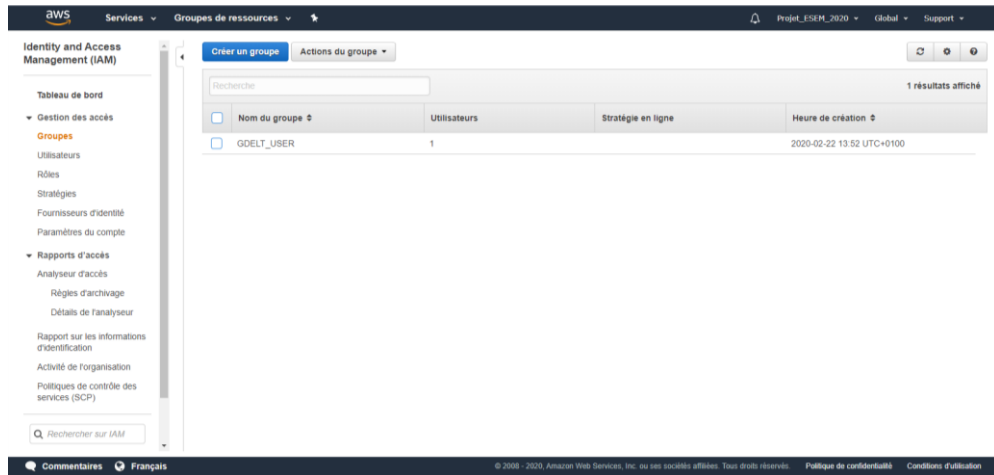 aws Services Groupes de ressources Projet_ESEM_2020 Global Support
Identity and Access
Management (IAM)
Tableau de bord
Gestion des accès
Groupes
Utilisateurs
Rôles
Stratégies
Fournisseurs d'identité
Paramètres du compte
Rapports d'accès
Analyseur d'accès
Règles d'archivage
Détails de l'analyseur
Rapport sur les informations
d'identification
Activité de l'organisation
Politiques de contrôle des
services (SCP)
Rechercher sur IAM
Créer un groupe Actions du groupe
Recherche 1 résultats affiché
Nom du groupe Utilisateurs Stratégie en ligne Heure de création
GDELT_USER 1 2020-02-22 13:52 UTC+0100
Commentaires Français © 2008 - 2020, Amazon Web Services, Inc. ou ses sociétés affiliées. Tous droits réservés. Politique de confidentialité Conditions d'utilisation